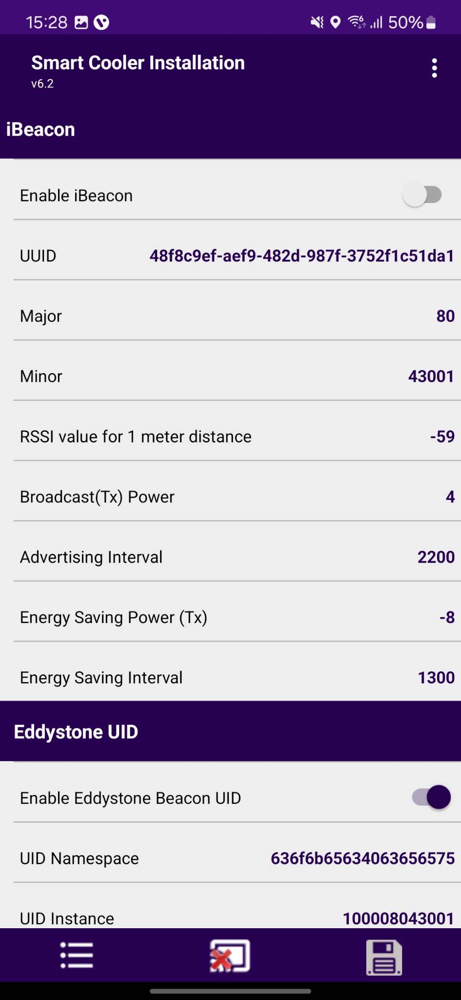 15:28 50%
Smart Cooler Installation
v6.2
iBeacon
Enable iBeacon
UUID 48f8c9ef-aef9-482d-987f-3752f1c51da1
Major 80
Minor 43001
RSSI value for 1 meter distance -59
Broadcast(Tx) Power 4
Advertising Interval 2200
Energy Saving Power (Tx) -8
Energy Saving Interval 1300
Eddystone UID
Enable Eddystone Beacon UID
UID Namespace 636f6b65634063656575
UID Instance 100008043001